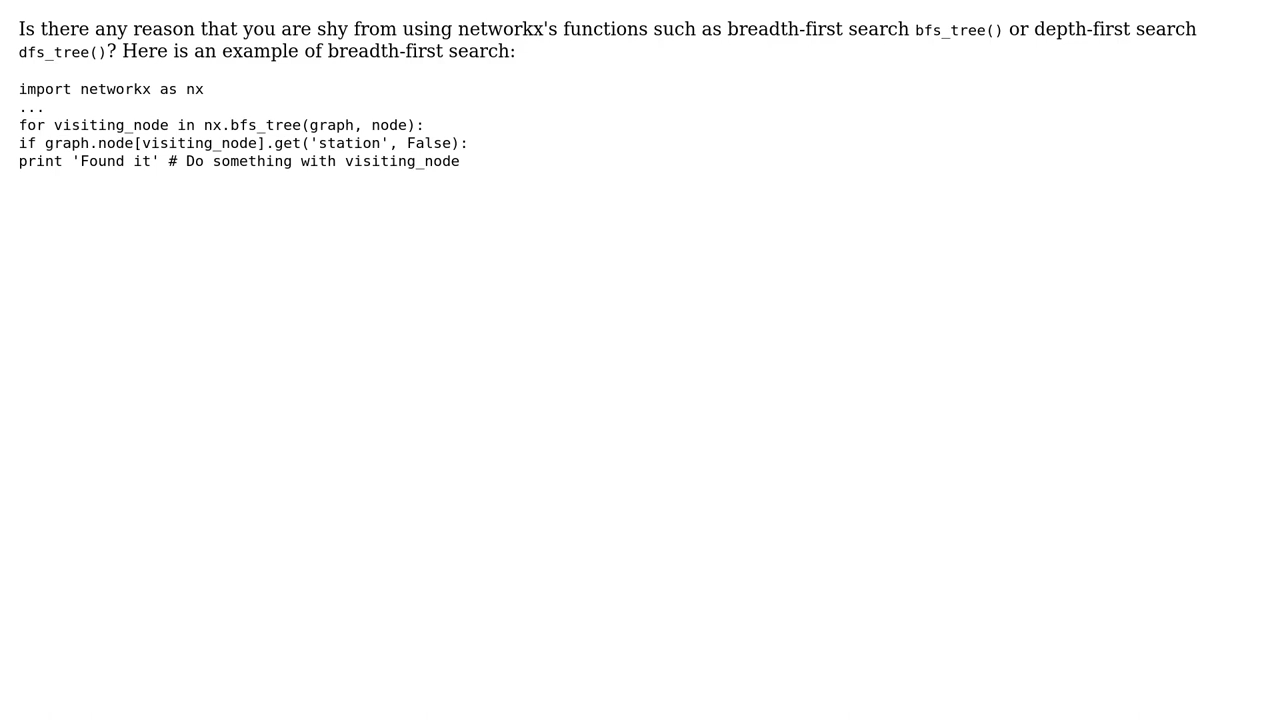 Is there any reason that you are shy from using networkx's functions such as breadth-first search bfs_tree() or depth-first search
dfs_tree()? Here is an example of breadth-first search:
import networkx as nx
...
for visiting_node in nx.bfs_tree(graph, node):
if graph.node[visiting_node].get('station', False):
print 'Found it' # Do something with visiting_node